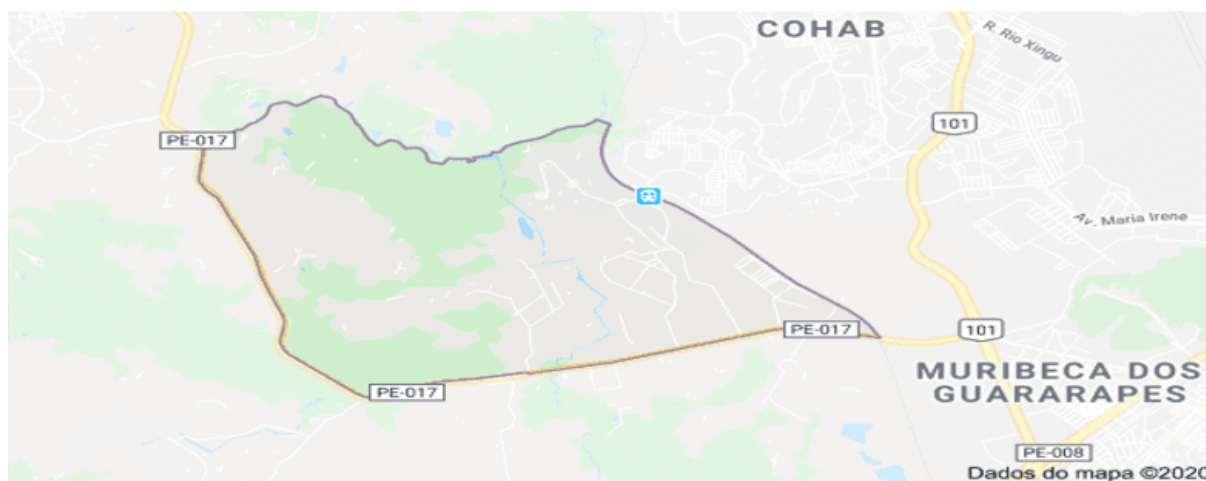 COHAB
R. Rio Xingu
101
PE-017
Av. Maria Irene
PE-017
101
MURIBECA DOS
GUARARAPES
PE-017
PE-008
Dados do mapa ©2020